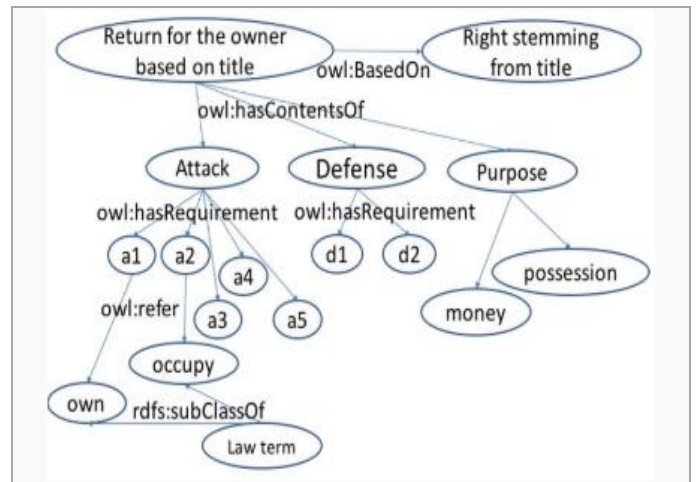 Return for the owner
based on title
Right stemming
from title
owl:BasedOn
owl:hasContentsOf
Attack
Defense
Purpose
owl:hasRequirement
owl:hasRequirement
a1
a2
a4
d1
d2
possession
owl:refer
a3
a5
money
occupy
own
rdfs:subClassOf
Law term